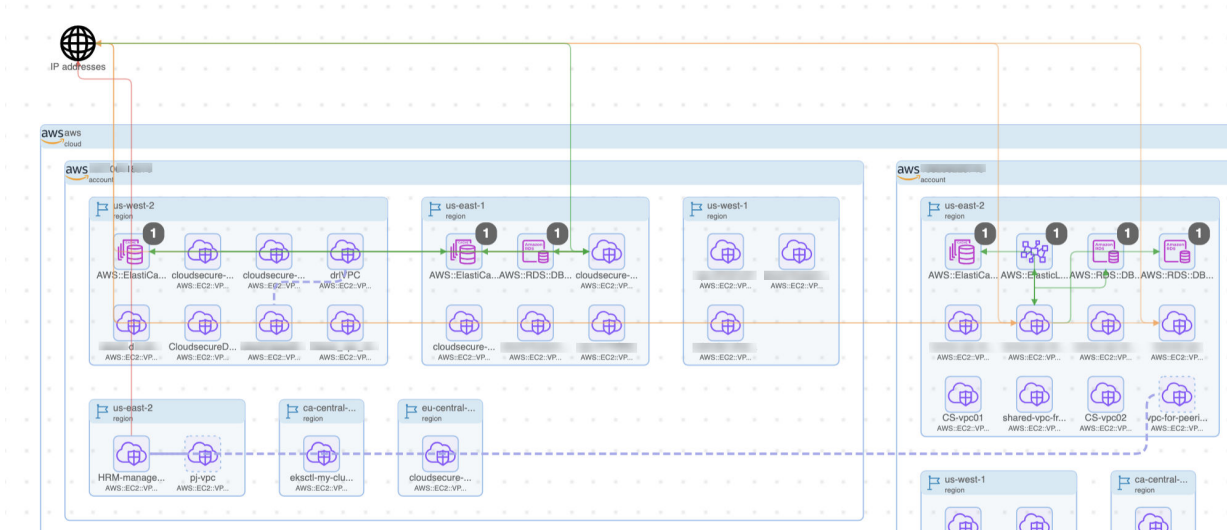 IP addresses
aws
aws
cloud
aws
account
us-west-2
region
1
AWS::ElastiCa...
cloudsecure-...
AWS::EC2::VP...
cloudsecure-...
AWS::EC2::VP...
driVPC
AWS::EC2::VP...
AWS::EC2::VP...
CloudsecureD...
AWS::EC2::VP...
AWS::EC2::VP...
AWS::EC2::VP...
us-east-1
region
1
AWS::ElastiCa...
1
AWS::RDS::DB...
cloudsecure-...
AWS::EC2::VP...
cloudsecure-...
AWS::EC2::VP...
AWS::EC2::VP...
AWS::EC2::VP...
us-west-1
region
AWS::EC2::VP...
AWS::EC2::VP...
AWS::EC2::VP...
us-east-2
region
HRM-manage...
AWS::EC2::VP...
pj-vpc
AWS::EC2::VP...
ca-central-...
region
eksctl-my-clu...
AWS::EC2::VP...
eu-central-...
region
cloudsecure-...
AWS::EC2::VP...
aws
account
us-east-2
region
1
AWS::ElastiCa...
1
AWS::ElasticL...
1
Amazon
RDS
AWS::RDS::DB...
1
Amazon
RDS
AWS::RDS::DB...
AWS::EC2::VP...
AWS::EC2::VP...
AWS::EC2::VP...
AWS::EC2::VP...
CS-vpc01
AWS::EC2::VP...
shared-vpc-fr...
AWS::EC2::VP...
CS-vpc02
AWS::EC2::VP...
vpc-for-peeri...
AWS::EC2::VP...
us-west-1
region
ca-central-...
region